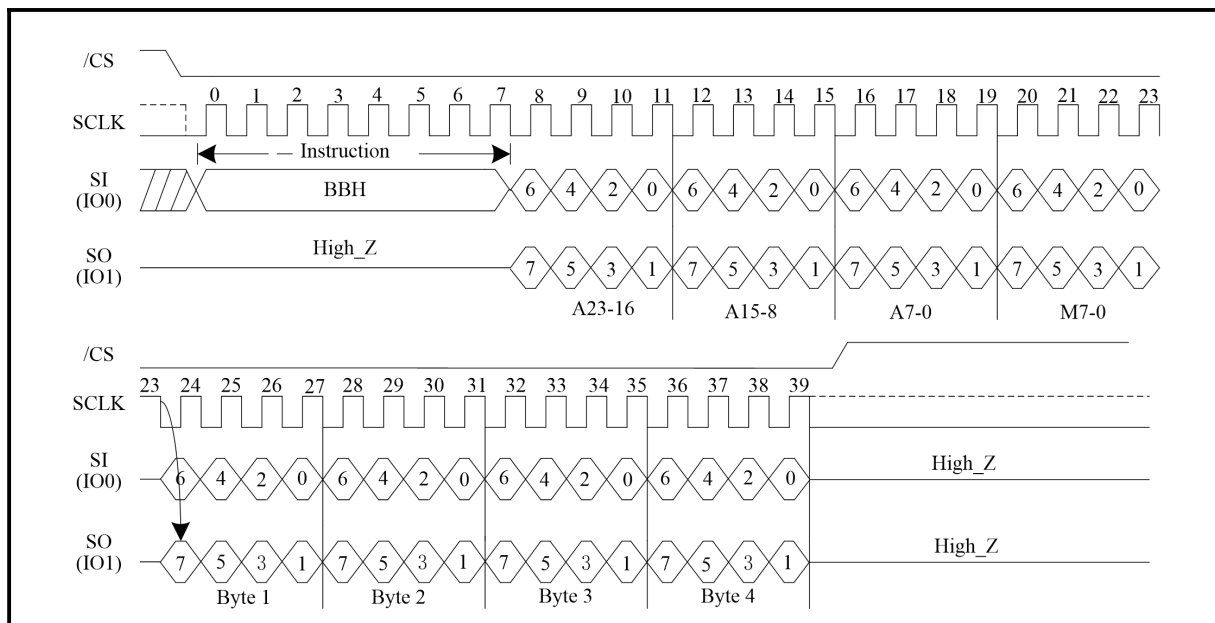 /CS
0 1 2 3 4 5 6 7 8 9 10 11 12 13 14 15 16 17 18 19 20 21 22 23
SCLK
Instruction
SI
(IO0)
BBH
6 4 2 0 6 4 2 0 6 4 2 0 6 4 2 0
SO
(IO1)
High_Z
7 5 3 1 7 5 3 1 7 5 3 1 7 5 3 1
A23-16 A15-8 A7-0 M7-0
/CS
23 24 25 26 27 28 29 30 31 32 33 34 35 36 37 38 39
SCLK
SI
(IO0)
6 4 2 0 6 4 2 0 6 4 2 0 6 4 2 0
High_Z
SO
(IO1)
7 5 3 1 7 5 3 1 7 5 3 1 7 5 3 1
High_Z
Byte 1 Byte 2 Byte 3 Byte 4